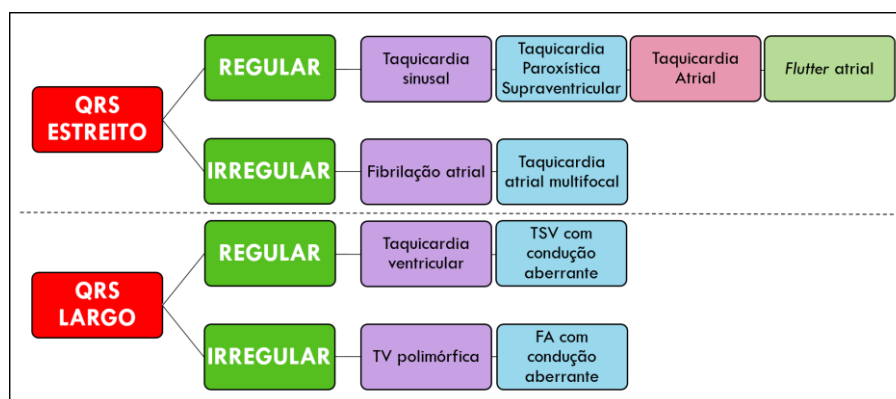 QRS
ESTREITO
REGULAR
Taquicardia
sinusal
Taquicardia
Paroxística
Supraventricular
Taquicardia
Atrial
Flutter atrial
IRREGULAR
Fibrilação atrial
Taquicardia
atrial multifocal
QRS
LARGO
REGULAR
Taquicardia
ventricular
TSV com
condução
aberrante
IRREGULAR
TV polimórfica
FA com
condução
aberrante